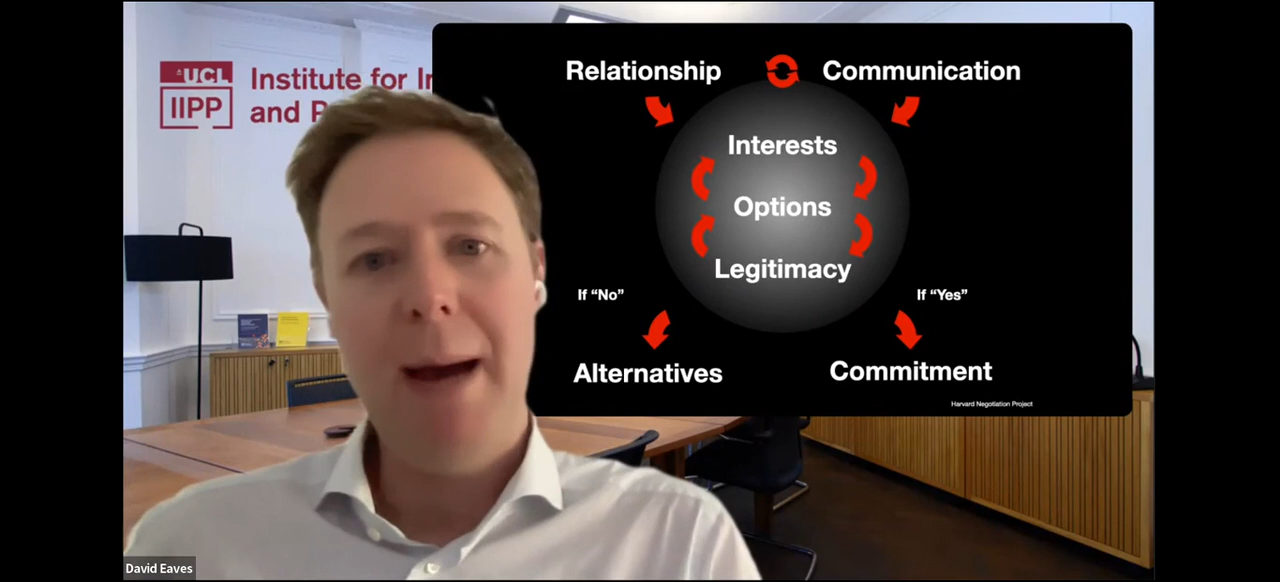 UCL
IIPP
Institute for
and
Relationship
Communication
Interests
Options
Legitimacy
If “No”
If “Yes”
Alternatives
Commitment
Harvard Negotiation Project
David Eaves